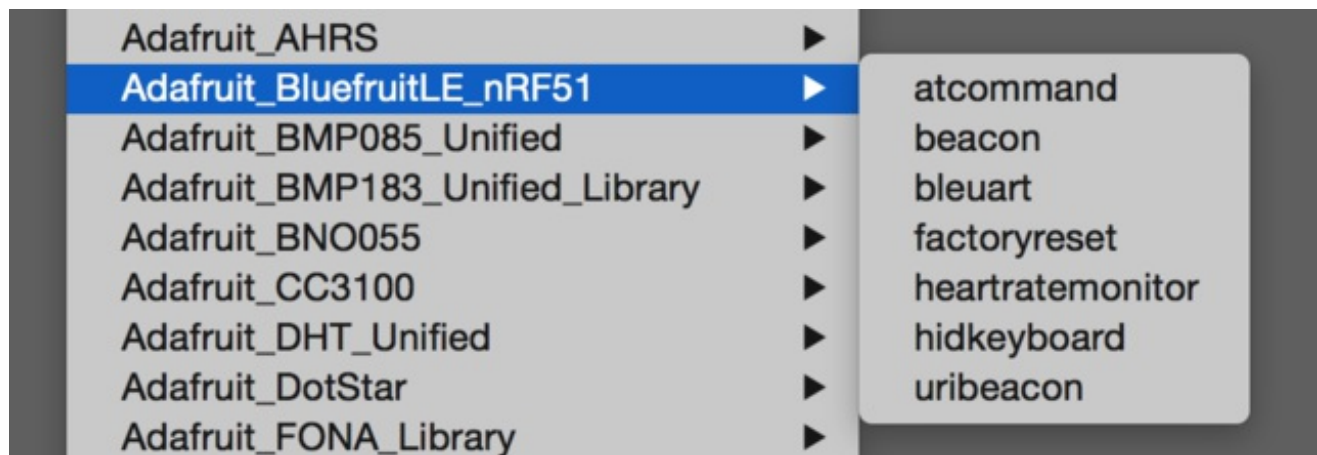 Adafruit_AHRS
Adafruit_BluefruitLE_nRF51
Adafruit_BMP085_Unified
Adafruit_BMP183_Unified_Library
Adafruit_BNO055
Adafruit_CC3100
Adafruit_DHT_Unified
Adafruit_DotStar
Adafruit_FONA_Library
atcommand
beacon
bleuart
factoryreset
heartratemonitor
hidkeyboard
uribeacon